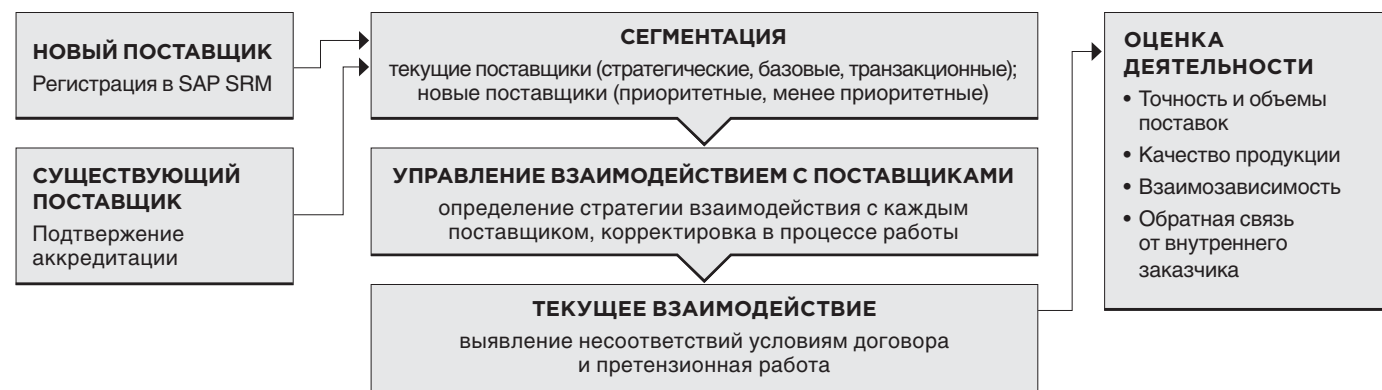 НОВЫЙ ПОСТАВЩИК
Регистрация в SAP SRM
СУЩЕСТВУЮЩИЙ
ПОСТАВЩИК
Подтвержение
аккредитации
СЕГМЕНТАЦИЯ
текущие поставщики (стратегические, базовые, транзакционные);
новые поставщики (приоритетные, менее приоритетные)
УПРАВЛЕНИЕ ВЗАИМОДЕЙСТВИЕМ С ПОСТАВЩИКАМИ
определение стратегии взаимодействия с каждым
поставщиком, корректировка в процессе работы
ТЕКУЩЕЕ ВЗАИМОДЕЙСТВИЕ
выявление несоответствий условиям договора
и претензионная работа
ОЦЕНКА
ДЕЯТЕЛЬНОСТИ
• Точность и объемы
поставок
• Качество продукции
• Взаимозависимость
• Обратная связь
от внутреннего
заказчика